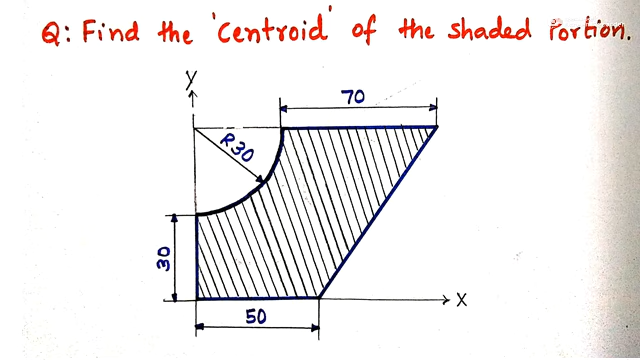 Q: Find the 'Centroid' of the shaded Portion.
Y
70
R30
30
X
50